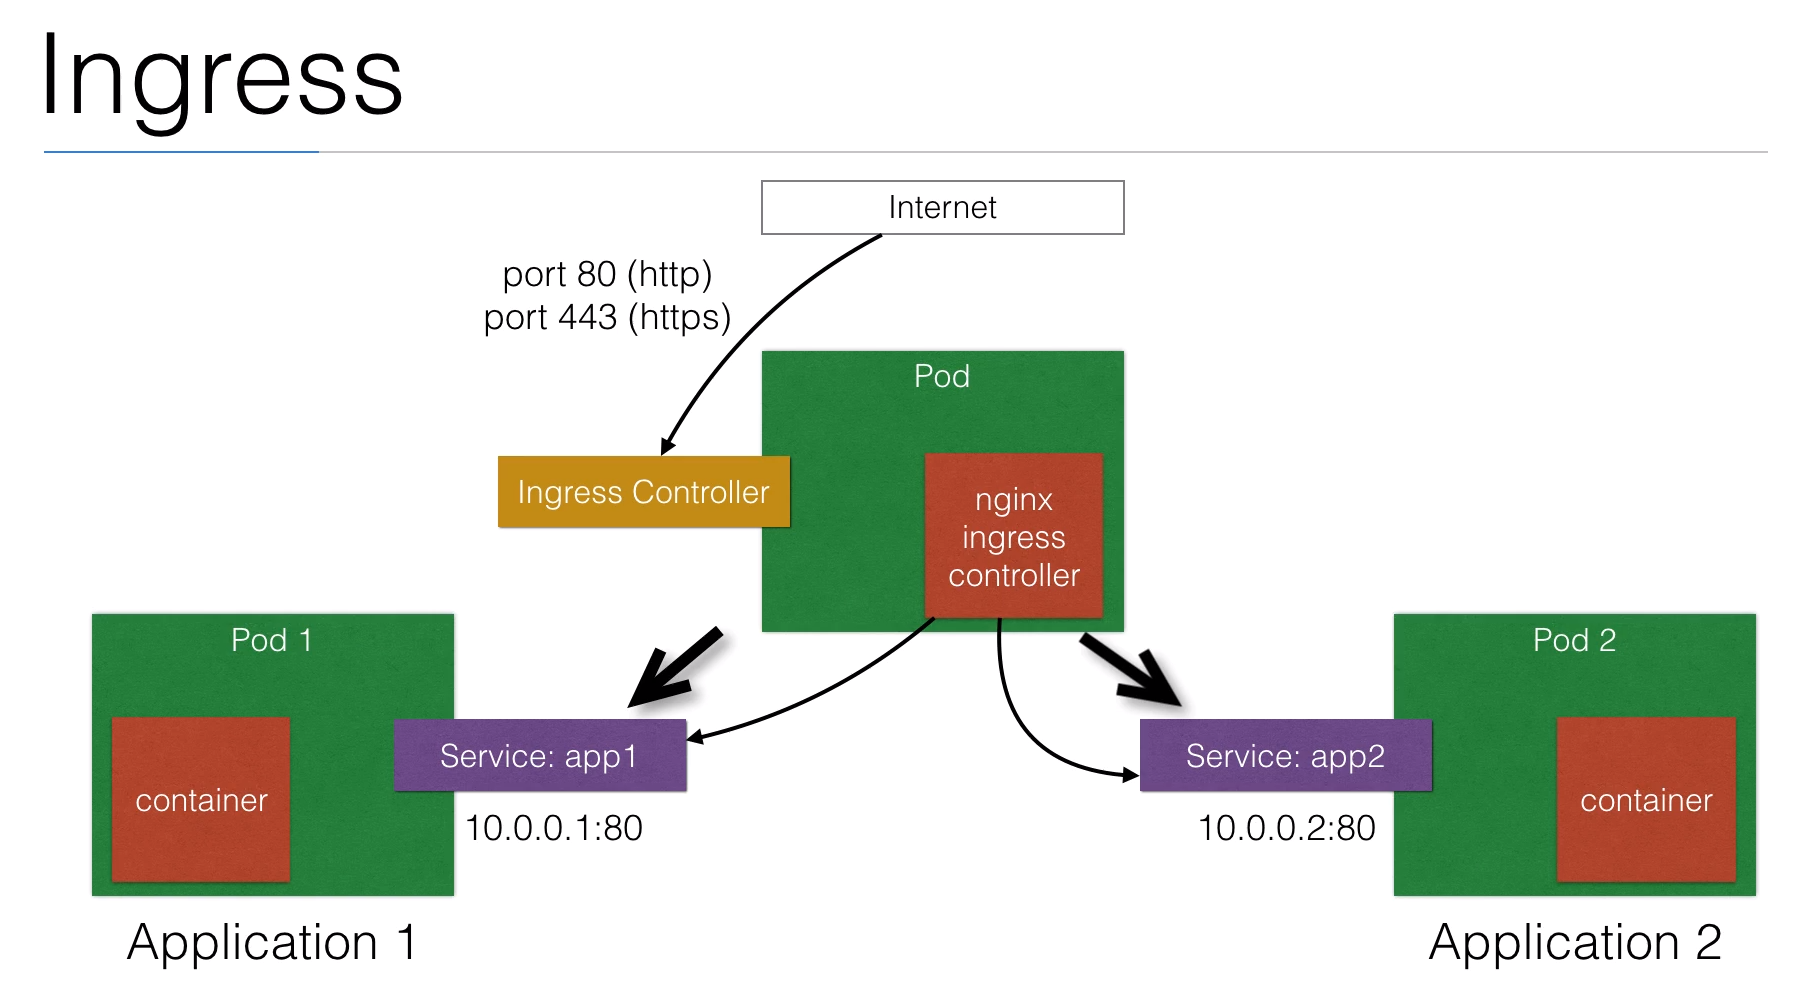 Ingress
Internet
port 80 (http)
port 443 (https)
Pod
Ingress Controller
nginx
ingress
controller
Pod 1
container
Service: app1
10.0.0.1:80
Application 1
Pod 2
Service: app2
container
10.0.0.2:80
Application 2